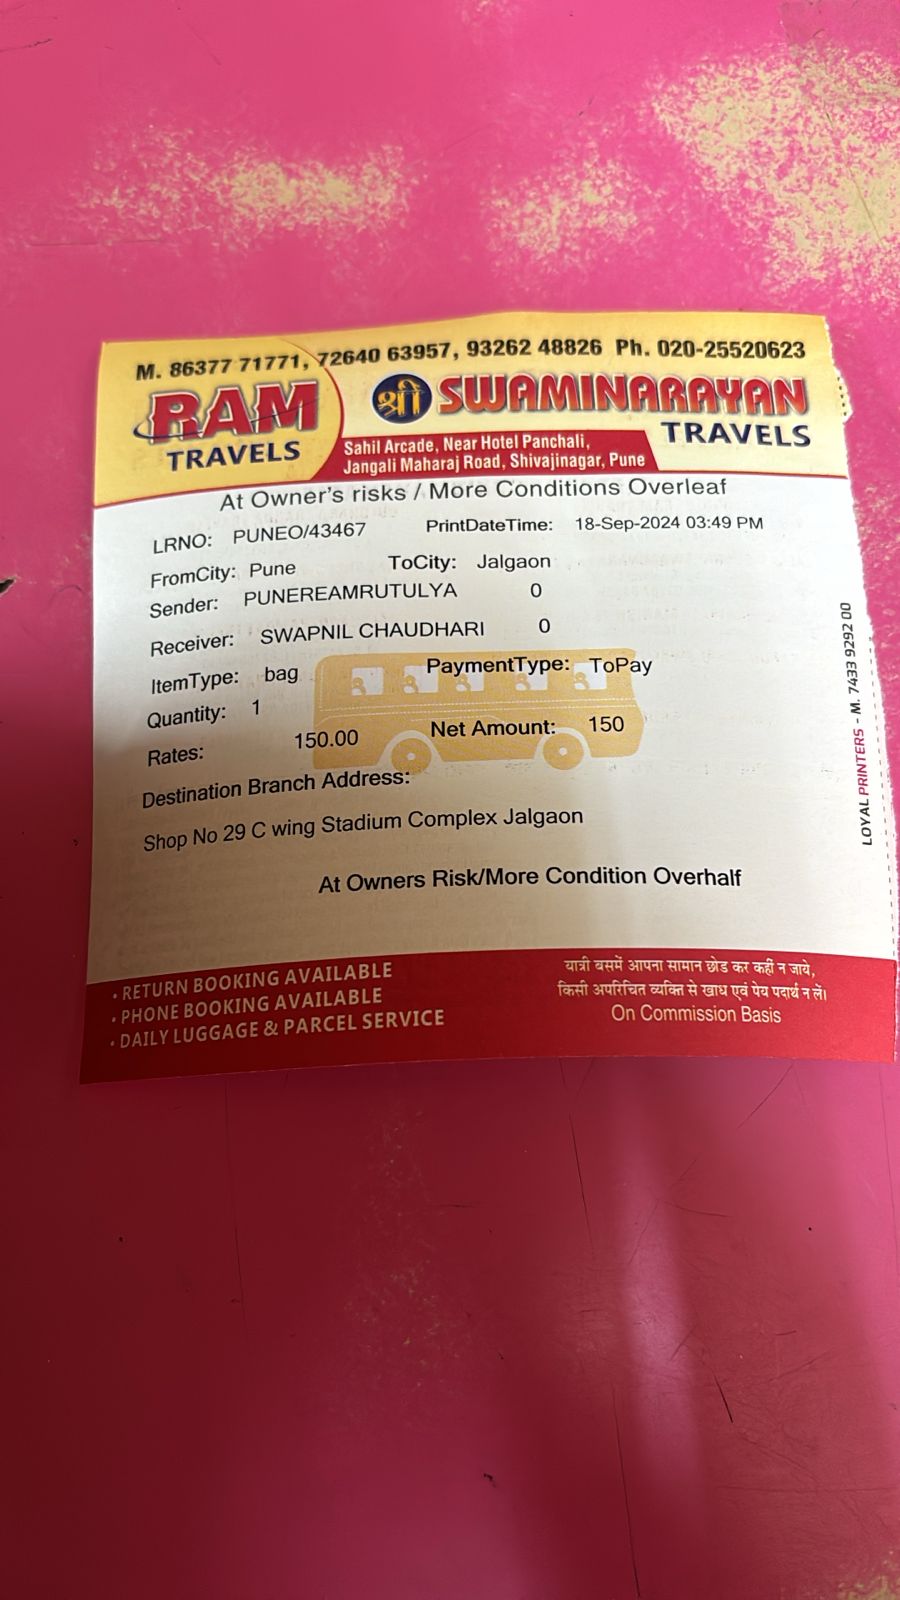 M. 86377 71771, 72640 63957, 93262 48826 Ph. 020-25520623
RAM
TRAVELS
श्री SWAMINARAYAN
TRAVELS
Sahil Arcade, Near Hotel Panchali,
Jangali Maharaj Road, Shivajinagar, Pune
At Owner's risks / More Conditions Overleaf
LRNO: PUNEO/43467 PrintDateTime: 18-Sep-2024 03:49 PM
FromCity: Pune ToCity: Jalgaon
Sender: PUNEREAMRUTULYA 0
Receiver: SWAPNIL CHAUDHARI 0
ItemType: bag PaymentType: ToPay
Quantity: 1
Rates: 150.00 Net Amount: 150
Destination Branch Address:
Shop No 29 C wing Stadium Complex Jalgaon
At Owners Risk/More Condition Overhalf
• RETURN BOOKING AVAILABLE
• PHONE BOOKING AVAILABLE
• DAILY LUGGAGE & PARCEL SERVICE
यात्री बसमें आपना सामान छोड कर कहीं न जाये,
किसी अपरिचित व्यक्ति से खाध एवं पेय पदार्थ न लें।
On Commission Basis
LOYAL PRINTERS - M. 7433 9292 00